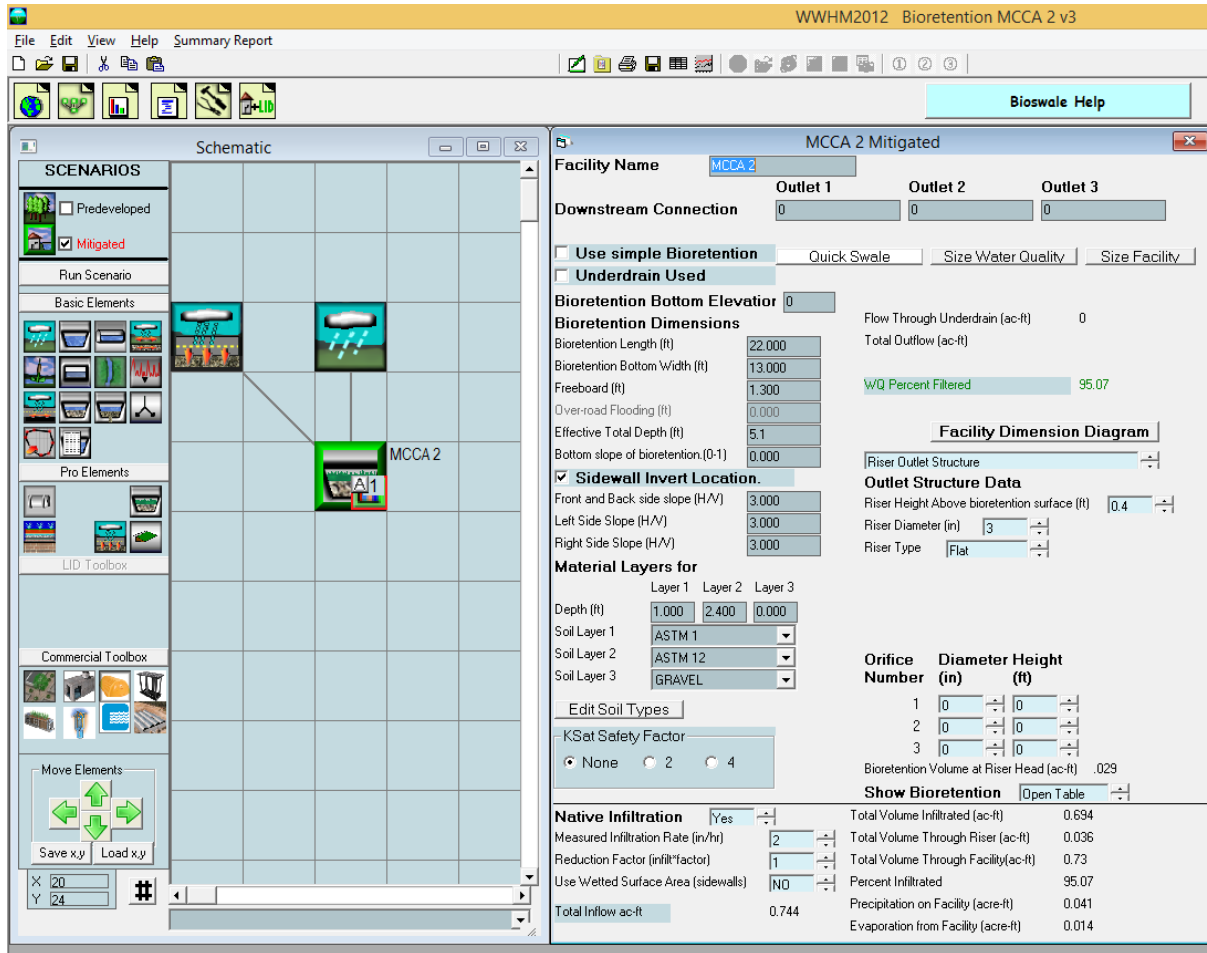 WWHM2012 Bioretention MCCA 2 v3
File Edit View Help Summary Report
1 2 3
+LID
Bioswale Help
Schematic
SCENARIOS
Predeveloped
Mitigated
Run Scenario
Basic Elements
Pro Elements
LID Toolbox
Commercial Toolbox
Move Elements
Save x,y Load x,y
X 20
Y 24
#
MCCA 2
A 1
MCCA 2 Mitigated
Facility Name MCCA 2
Outlet 1 Outlet 2 Outlet 3
Downstream Connection 0 0 0
Use simple Bioretention Quick Swale Size Water Quality Size Facility
Underdrain Used
Bioretention Bottom Elevatior 0
Bioretention Dimensions
Bioretention Length (ft) 22.000
Bioretention Bottom Width (ft) 13.000
Freeboard (ft) 1.300
Over-road Flooding (ft) 0.000
Effective Total Depth (ft) 5.1
Bottom slope of bioretention.(0-1) 0.000
Sidewall Invert Location.
Front and Back side slope (H/V) 3.000
Left Side Slope (H/V) 3.000
Right Side Slope (H/V) 3.000
Material Layers for
Layer 1 Layer 2 Layer 3
Depth (ft) 1.000 2.400 0.000
Soil Layer 1 ASTM 1
Soil Layer 2 ASTM 12
Soil Layer 3 GRAVEL
Edit Soil Types
KSat Safety Factor
None 2 4
Flow Through Underdrain (ac-ft) 0
Total Outflow (ac-ft)
WQ Percent Filtered 95.07
Facility Dimension Diagram
Riser Outlet Structure
Outlet Structure Data
Riser Height Above bioretention surface (ft) 0.4
Riser Diameter (in) 3
Riser Type Flat
Orifice Diameter Height
Number (in) (ft)
1 0 0
2 0 0
3 0 0
Bioretention Volume at Riser Head (ac-ft) .029
Show Bioretention Open Table
Native Infiltration Yes
Measured Infiltration Rate (in/hr) 2
Reduction Factor (infilt*factor) 1
Use Wetted Surface Area (sidewalls) NO
Total Inflow ac-ft 0.744
Total Volume Infiltrated (ac-ft) 0.694
Total Volume Through Riser (ac-ft) 0.036
Total Volume Through Facility(ac-ft) 0.73
Percent Infiltrated 95.07
Precipitation on Facility (acre-ft) 0.041
Evaporation from Facility (acre-ft) 0.014